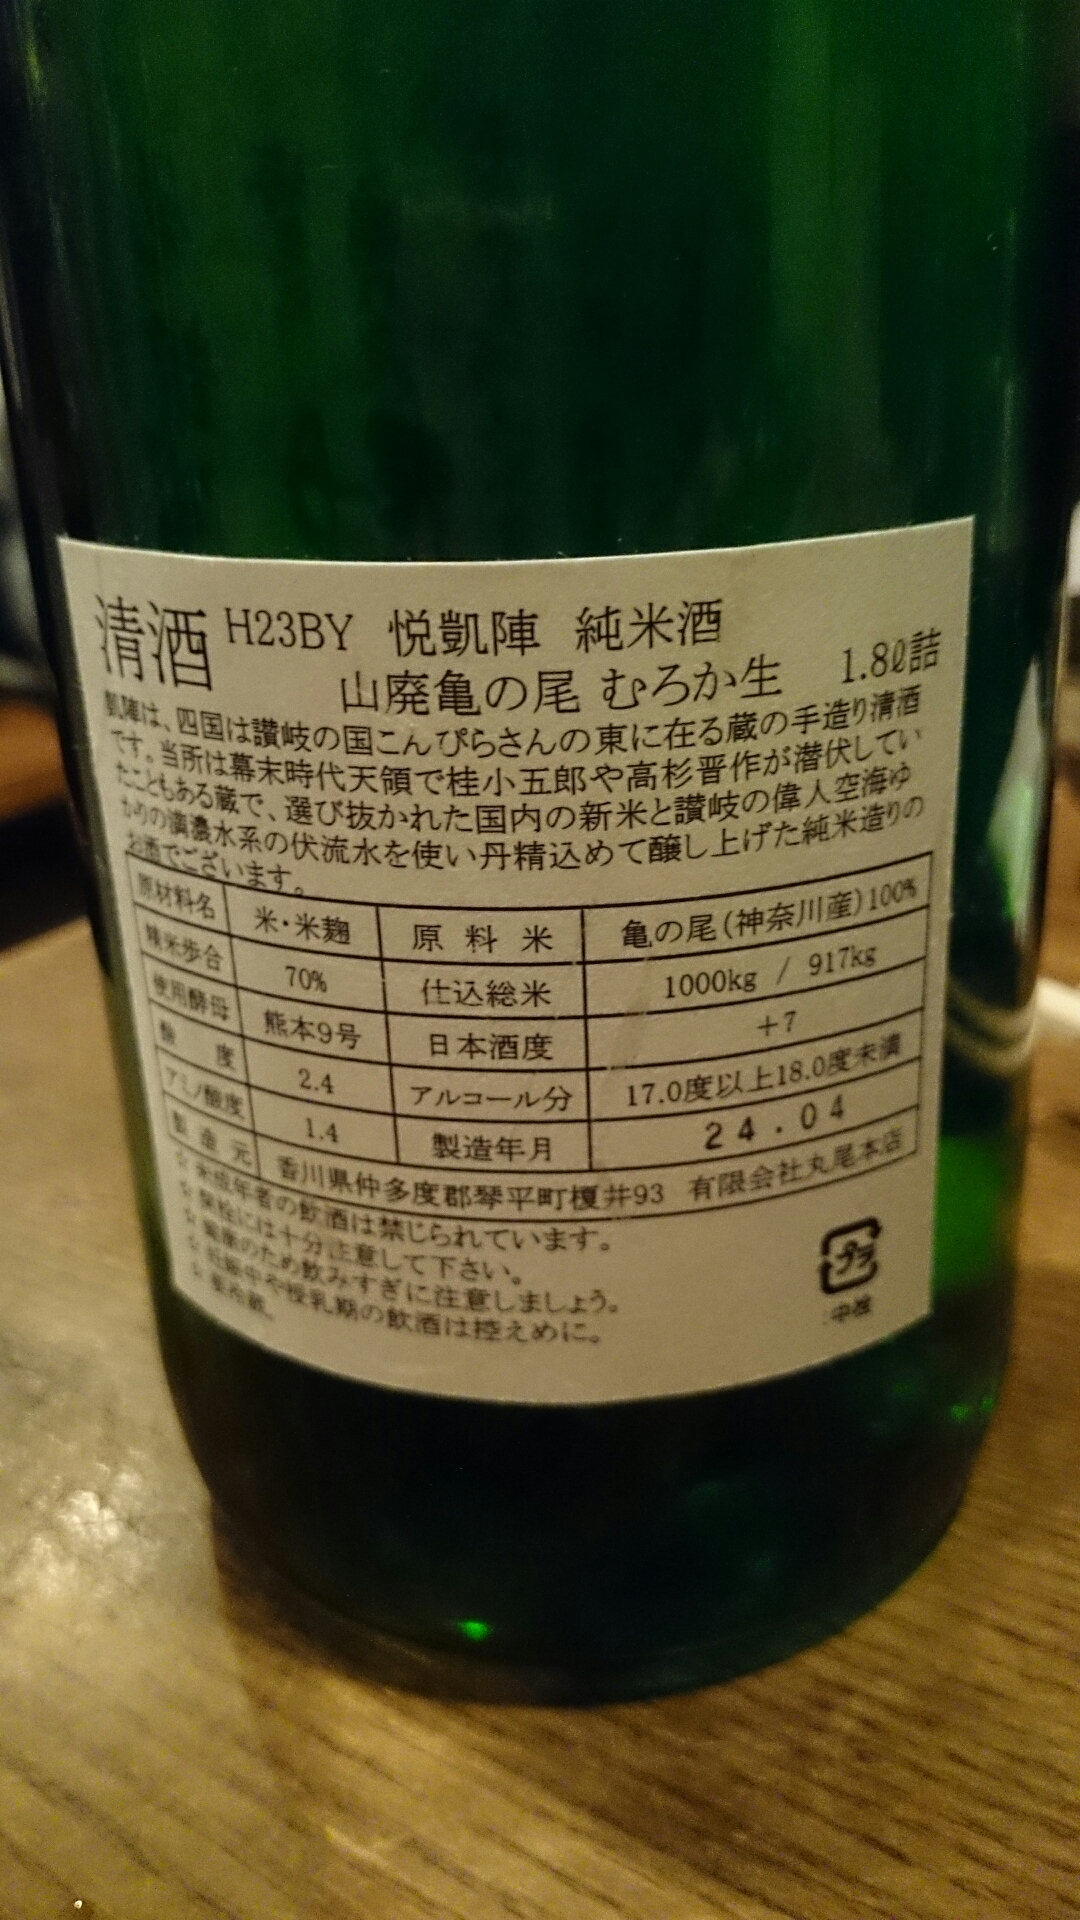 清酒 H23BY 悦凱陣 純米酒
山廃亀の尾 むろか生 1.8ℓ詰
凱陣は、四国は讃岐の国こんぴらさんの東に在る蔵の手造り清酒
です。当所は幕末時代天領で桂小五郎や高杉晋作が潜伏してい
たこともある蔵で、選び抜かれた国内の新米と讃岐の偉人空海ゆ
かりの満濃水系の伏流水を使い丹精込めて醸し上げた純米造りの
お酒でございます。
原材料名 米・米麹 原料米 亀の尾(神奈川産)100%
精米歩合 70% 仕込総米 1000kg / 917kg
使用酵母 熊本9号 日本酒度 +7
酸度 2.4 アルコール分 17.0度以上18.0度未満
アミノ酸度 1.4 製造年月 24.04
製造元 香川県仲多度郡琴平町榎井93 有限会社丸尾本店
☆未成年者の飲酒は禁じられています。
☆保栓には十分注意して下さい。
☆健康のため飲みすぎに注意しましょう。
☆妊娠中や授乳期の飲酒は控えめに。
☆要冷蔵。
プラ
:中栓